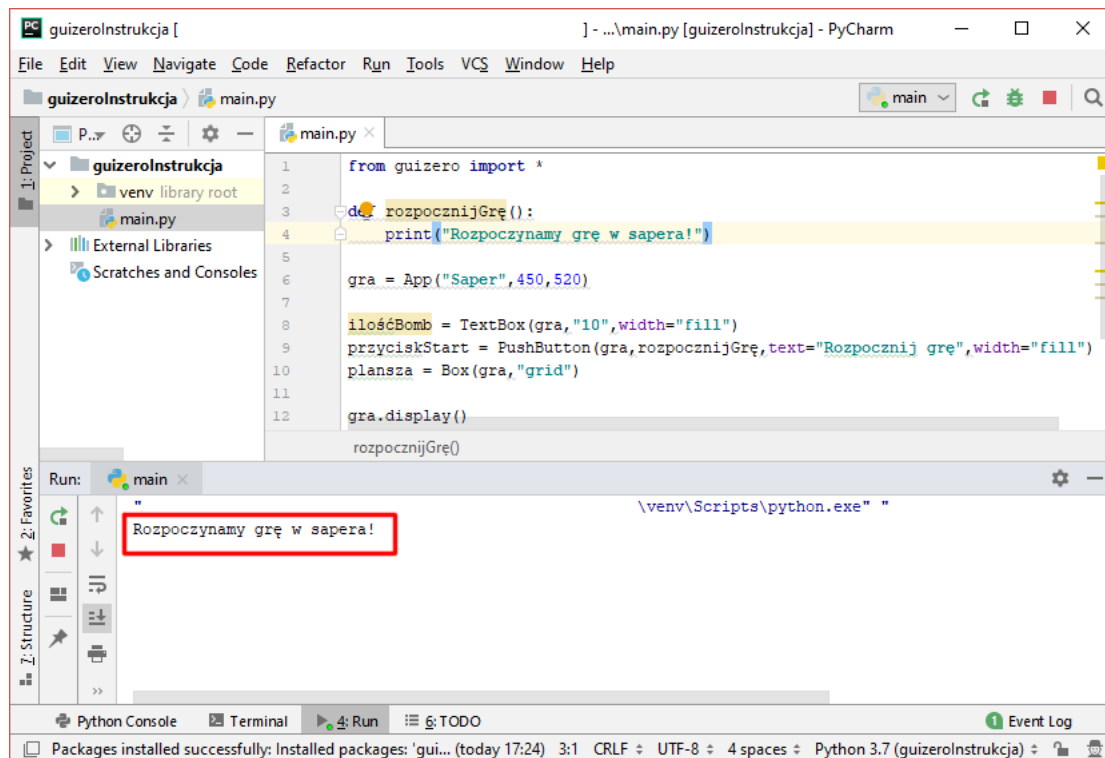 PC guizeroInstrukcja [ ] - ...\main.py [guizeroInstrukcja] - PyCharm
File Edit View Navigate Code Refactor Run Tools VCS Window Help
guizeroInstrukcja main.py main
1: Project
P.. main.py
guizeroInstrukcja
venv library root
main.py
External Libraries
Scratches and Consoles
1 from guizero import *
2
3 def rozpocznijGrę():
4 print("Rozpoczynamy grę w sapera!")
5
6 gra = App("Saper",450,520)
7
8 ilośćBomb = TextBox(gra,"10",width="fill")
9 przyciskStart = PushButton(gra,rozpocznijGrę,text="Rozpocznij grę",width="fill")
10 plansza = Box(gra,"grid")
11
12 gra.display()
rozpocznijGrę()
2: Favorites
7: Structure
Run: main
" \venv\Scripts\python.exe" "
Rozpoczynamy grę w sapera!
>>
Python Console Terminal 4: Run 6: TODO 1 Event Log
Packages installed successfully: Installed packages: 'gui... (today 17:24) 3:1 CRLF UTF-8 4 spaces Python 3.7 (guizeroInstrukcja)